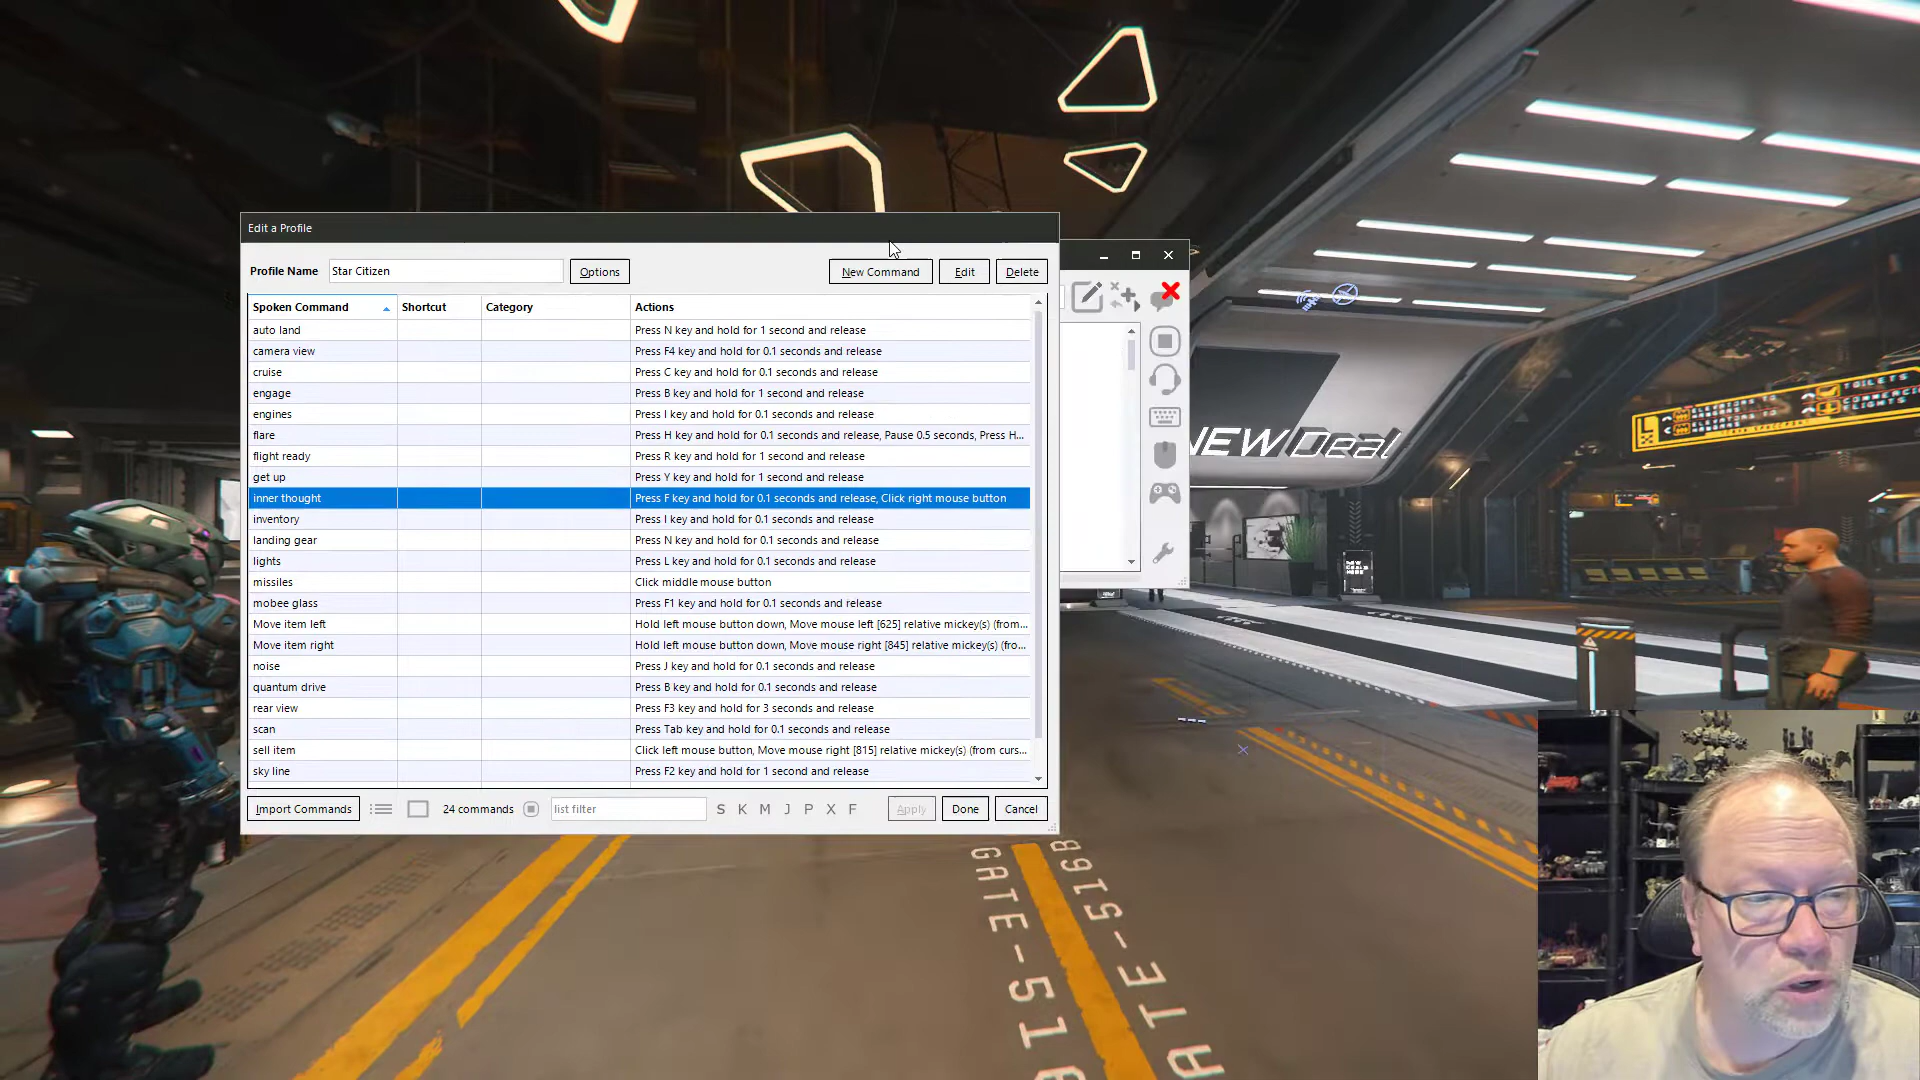 Edit a Profile
Profile Name Star Citizen Options New Command Edit Delete
Spoken Command Shortcut Category Actions
auto land Press N key and hold for 1 second and release
camera view Press F4 key and hold for 0.1 seconds and release
cruise Press C key and hold for 0.1 seconds and release
engage Press B key and hold for 1 second and release
engines Press I key and hold for 0.1 seconds and release
flare Press H key and hold for 0.1 seconds and release, Pause 0.5 seconds, Press H...
flight ready Press R key and hold for 1 second and release
get up Press Y key and hold for 1 second and release
inner thought Press F key and hold for 0.1 seconds and release, Click right mouse button
inventory Press I key and hold for 0.1 seconds and release
landing gear Press N key and hold for 0.1 seconds and release
lights Press L key and hold for 0.1 seconds and release
missiles Click middle mouse button
mobee glass Press F1 key and hold for 0.1 seconds and release
Move item left Hold left mouse button down, Move mouse left [625] relative mickey(s) (from...
Move item right Hold left mouse button down, Move mouse right [845] relative mickey(s) (fro...
noise Press J key and hold for 0.1 seconds and release
quantum drive Press B key and hold for 0.1 seconds and release
rear view Press F3 key and hold for 3 seconds and release
scan Press Tab key and hold for 0.1 seconds and release
sell item Click left mouse button, Move mouse right [815] relative mickey(s) (from curs...
sky line Press F2 key and hold for 1 second and release
Import Commands 24 commands list filter S K M J P X F Apply Done Cancel
NEW Deal
TOILETS
GATE-516B